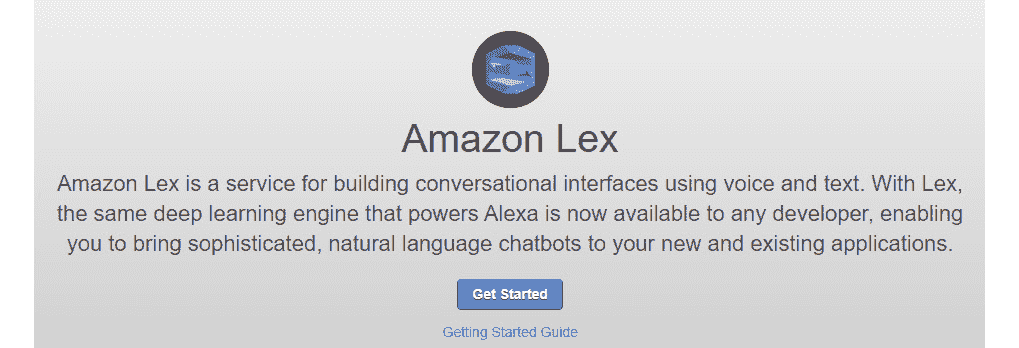 Amazon Lex
Amazon Lex is a service for building conversational interfaces using voice and text. With Lex,
the same deep learning engine that powers Alexa is now available to any developer, enabling
you to bring sophisticated, natural language chatbots to your new and existing applications.
Get Started
Getting Started Guide